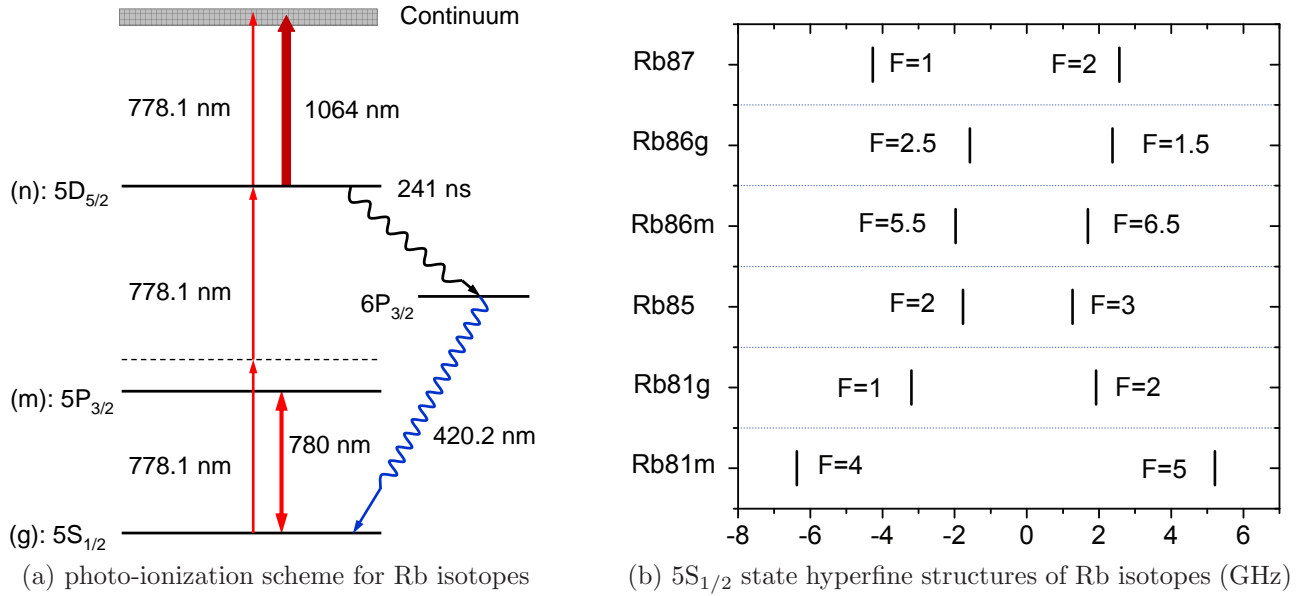 Continuum
778.1 nm
1064 nm
(n): 5D5/2
241 ns
778.1 nm
6P3/2
(m): 5P3/2
780 nm
420.2 nm
778.1 nm
(g): 5S1/2
(a) photo-ionization scheme for Rb isotopes
Rb87 F=1 F=2
Rb86g F=2.5 F=1.5
Rb86m F=5.5 F=6.5
Rb85 F=2 F=3
Rb81g F=1 F=2
Rb81m F=4 F=5
-8 -6 -4 -2 0 2 4 6
(b) 5S1/2 state hyperfine structures of Rb isotopes (GHz)